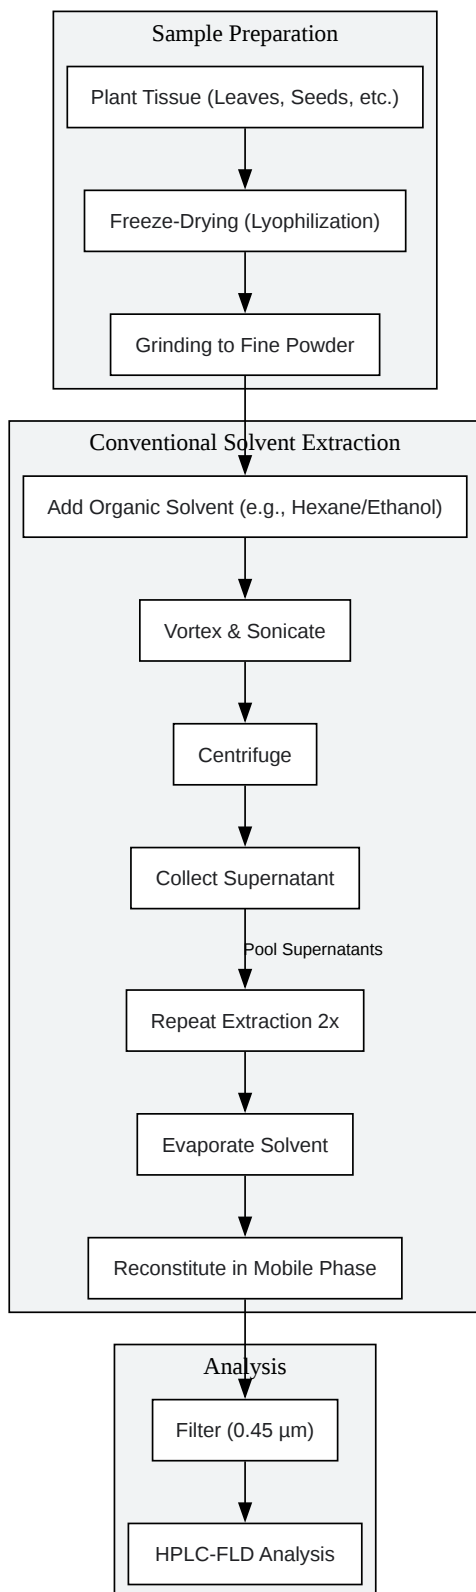 Sample Preparation
Plant Tissue (Leaves, Seeds, etc.)
Freeze-Drying (Lyophilization)
Grinding to Fine Powder
Conventional Solvent Extraction
Add Organic Solvent (e.g., Hexane/Ethanol)
Vortex & Sonicate
Centrifuge
Collect Supernatant
Pool Supernatants
Repeat Extraction 2x
Evaporate Solvent
Reconstitute in Mobile Phase
Analysis
Filter (0.45 µm)
HPLC-FLD Analysis